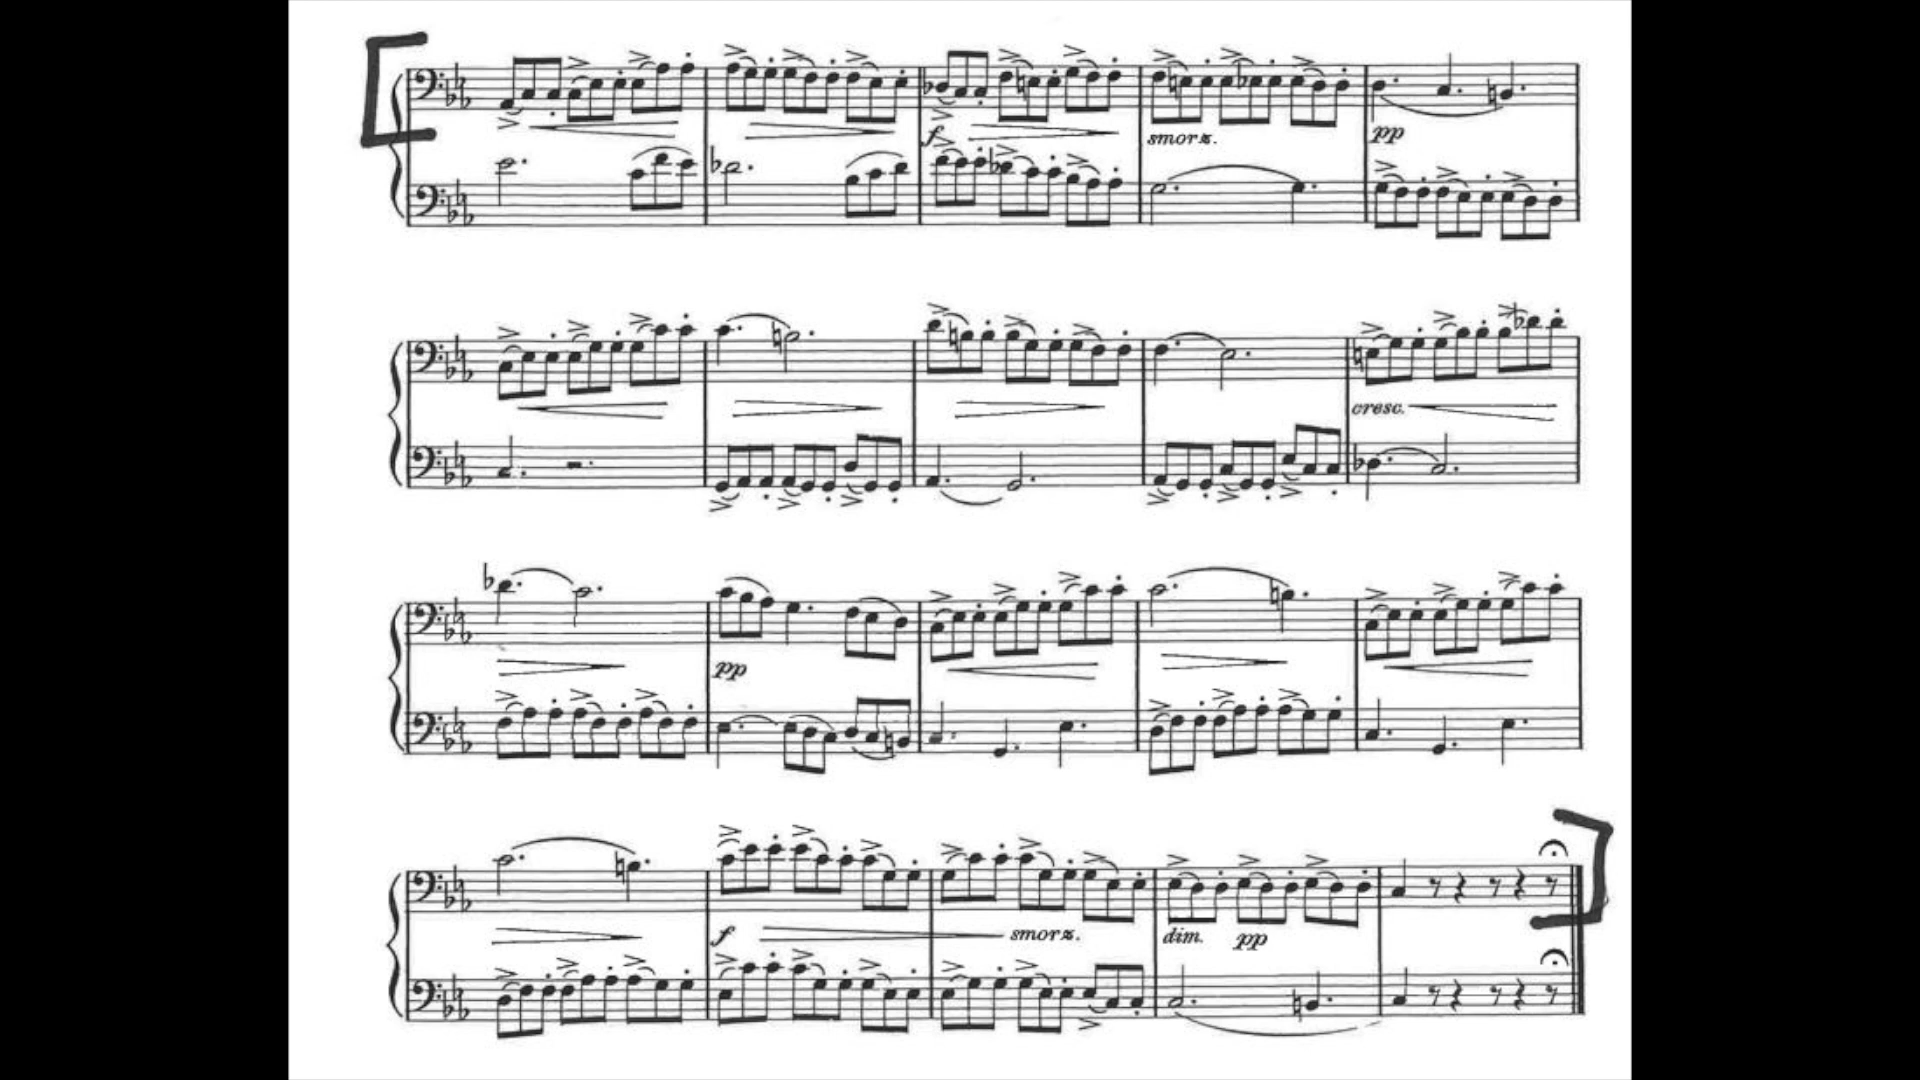 f
smorz.
pp
cresc.
pp
f
smorz.
dim.
pp